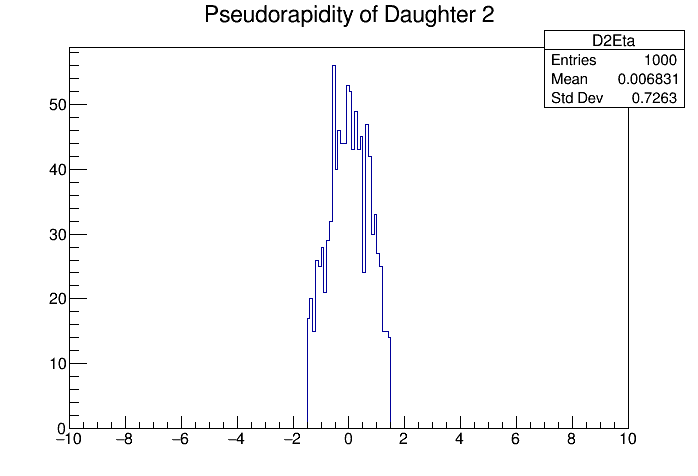 Pseudorapidity of Daughter 2
D2Eta
Entries 1000
Mean 0.006831
Std Dev 0.7263
50
40
30
20
10
0
−10 −8 −6 −4 −2 0 2 4 6 8 10